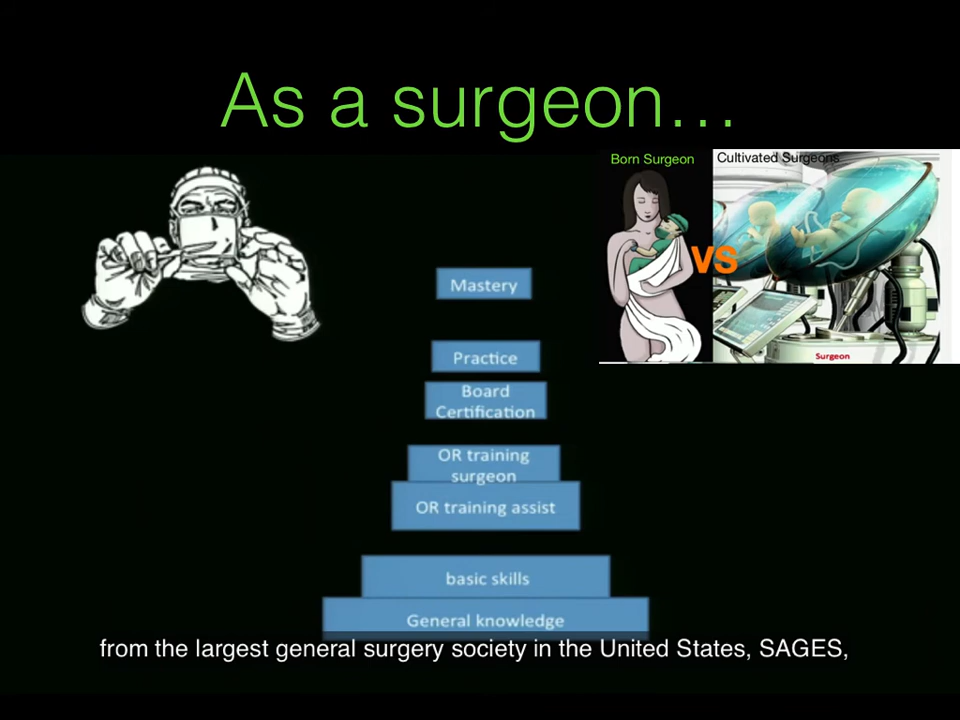 As a surgeon…
Born Surgeon
Cultivated Surgeons
VS
Surgeon
Mastery
Practice
Board
Certification
OR training
surgeon
OR training assist
basic skills
General knowledge
from the largest general surgery society in the United States, SAGES,